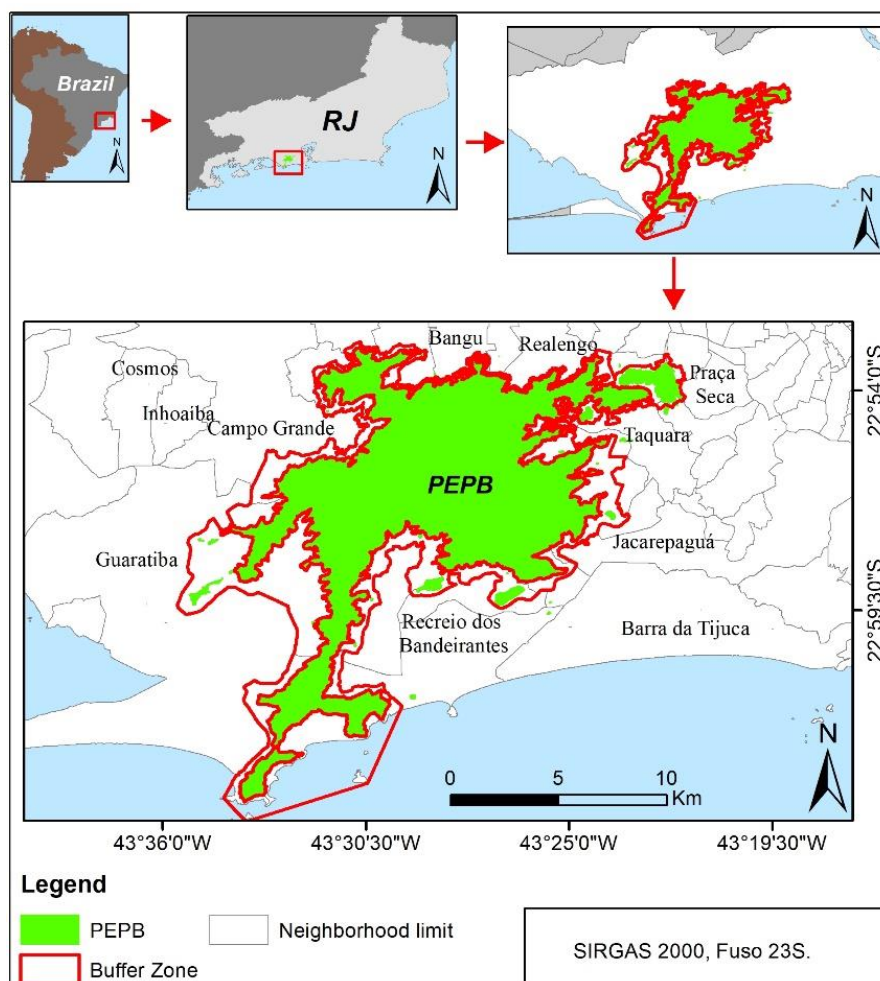 Brazil
N
RJ
N
N
Bangu
Realengo
Cosmos
Praça
Seca
Inhoaiba
Campo Grande
Taquara
PEPB
Guaratiba
Jacarepaguá
Recreio dos
Bandeirantes
Barra da Tijuca
22°54'0"S
22°59'30"S
N
0 5 10
Km
43°36'0"W 43°30'30"W 43°25'0"W 43°19'30"W
Legend
PEPB Neighborhood limit
Buffer Zone
SIRGAS 2000, Fuso 23S.